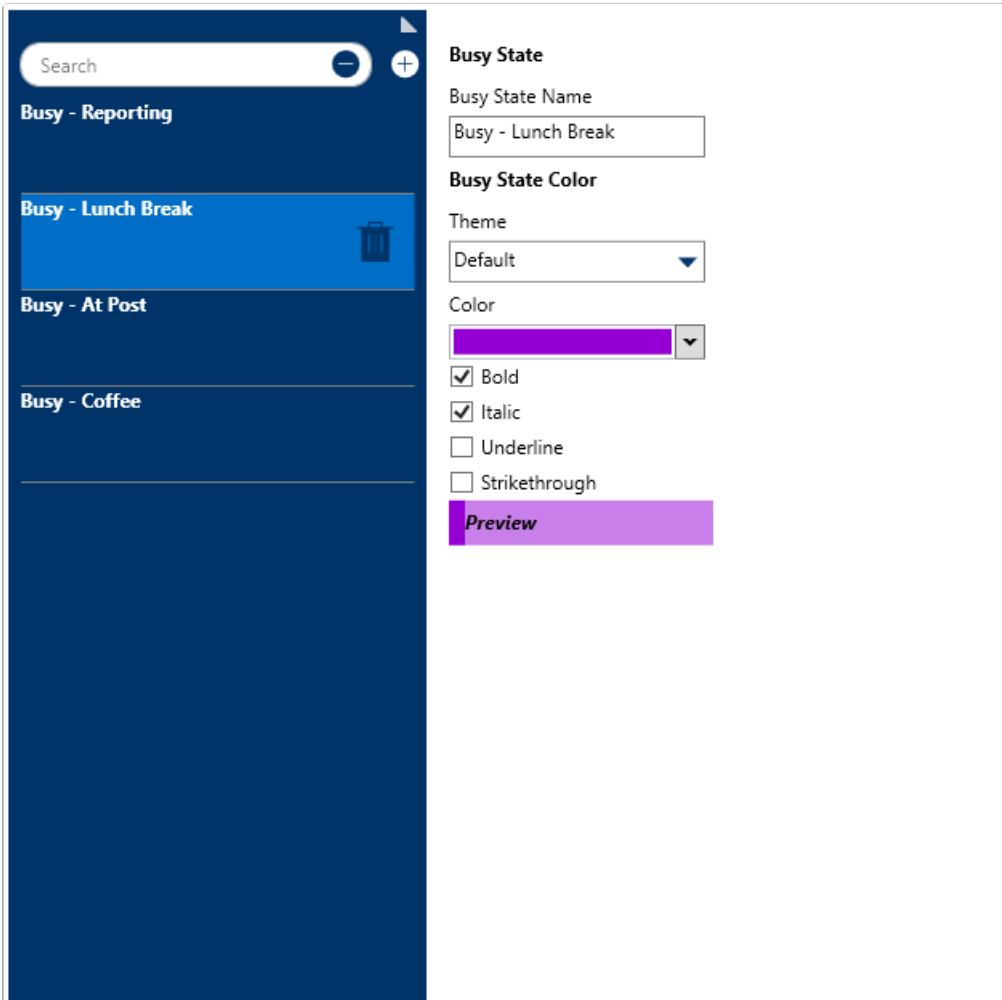 Search
Busy - Reporting
Busy - Lunch Break
Busy - At Post
Busy - Coffee
Busy State
Busy State Name
Busy - Lunch Break
Busy State Color
Theme
Default
Color
Bold
Italic
Underline
Strikethrough
Preview